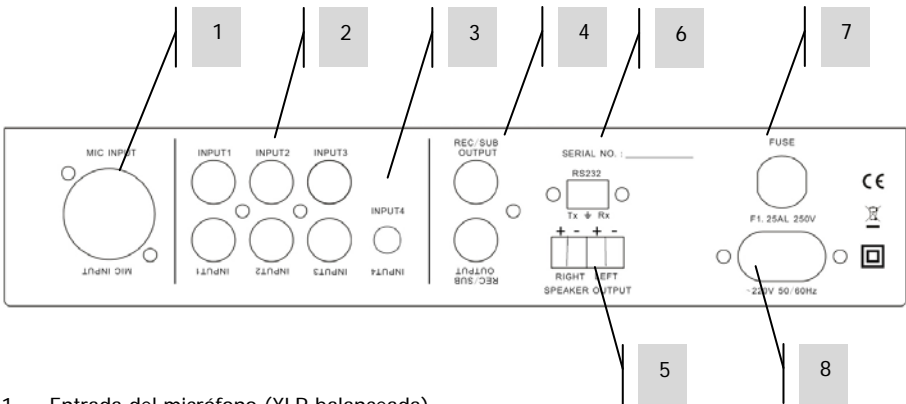 1 2 3 4 6 7
MIC INPUT
INPUT1 INPUT2 INPUT3
INPUT4
MIC INPUT
INPUT1 INPUT2 INPUT3 INPUT4
REC/SUB
OUTPUT
REC/SUB
OUTPUT
SERIAL NO. : __________
RS232
Tx ⏚ Rx
+ - + -
RIGHT LEFT
SPEAKER OUTPUT
FUSE
F1. 25AL 250V
~220V 50/60Hz
CE
5 8
1 Entrada del micrófono (XLR balanceada)